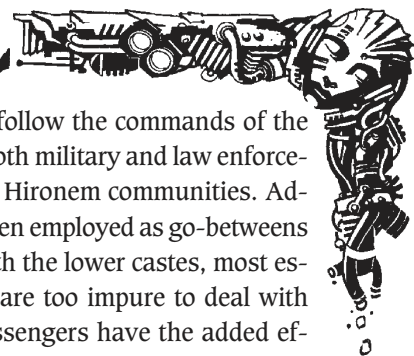 follow the commands of the
oth military and law enforce-
Hironem communities. Ad-
en employed as go-betweens
h the lower castes, most es-
are too impure to deal with
ssengers have the added ef-